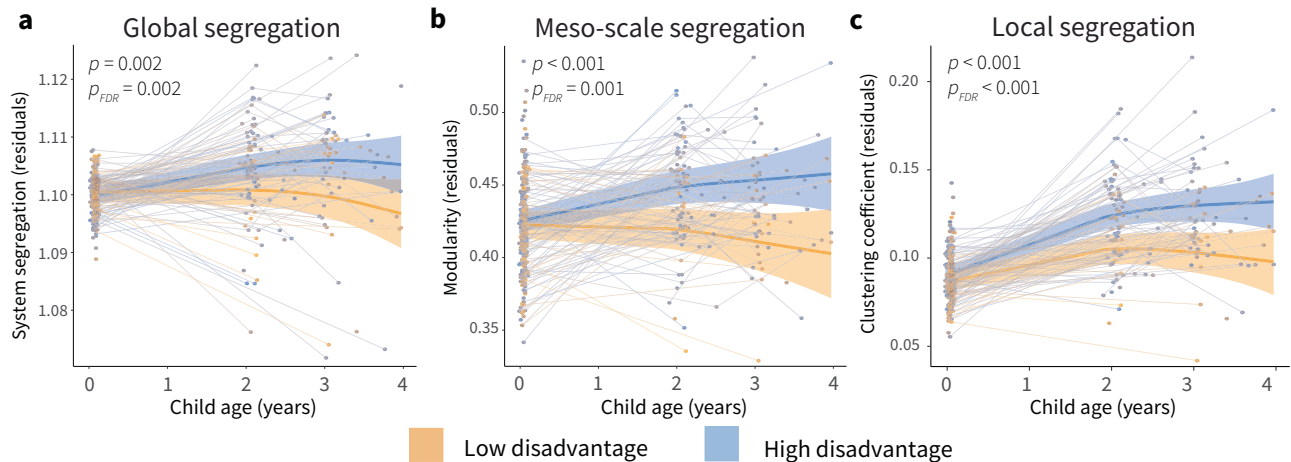 a
Global segregation
p = 0.002
p_FDR = 0.002
System segregation (residuals)
1.12
1.11
1.10
1.09
1.08
0 1 2 3 4
Child age (years)
b
Meso-scale segregation
p < 0.001
p_FDR = 0.001
Modularity (residuals)
0.50
0.45
0.40
0.35
0 1 2 3 4
Child age (years)
c
Local segregation
p < 0.001
p_FDR < 0.001
Clustering coefficient (residuals)
0.20
0.15
0.10
0.05
0 1 2 3 4
Child age (years)
Low disadvantage
High disadvantage